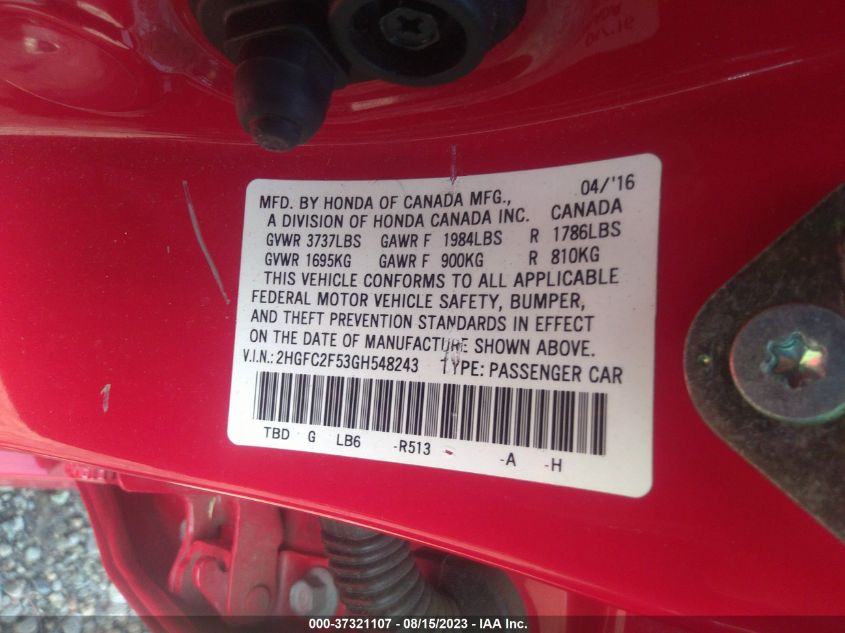 MFD. BY HONDA OF CANADA MFG., 04/'16
A DIVISION OF HONDA CANADA INC. CANADA
GVWR 3737LBS GAWR F 1984LBS R 1786LBS
GVWR 1695KG GAWR F 900KG R 810KG
THIS VEHICLE CONFORMS TO ALL APPLICABLE
FEDERAL MOTOR VEHICLE SAFETY, BUMPER,
AND THEFT PREVENTION STANDARDS IN EFFECT
ON THE DATE OF MANUFACTURE SHOWN ABOVE.
V.I.N.:2HGFC2F53GH548243 TYPE: PASSENGER CAR
TBD G LB6 -R513 - -A -H
000-37321107 - 08/15/2023 - IAA Inc.